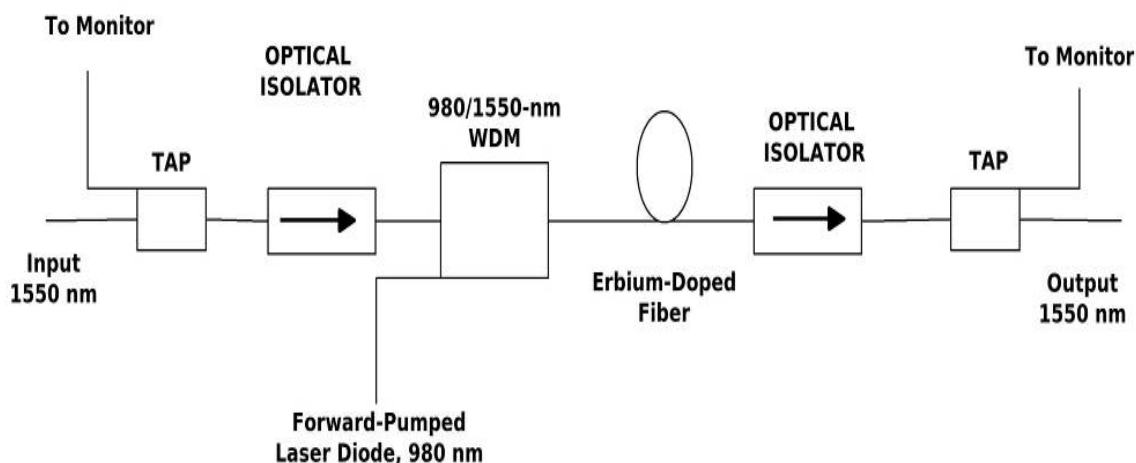 To Monitor
OPTICAL
ISOLATOR
To Monitor
980/1550-nm
WDM
OPTICAL
ISOLATOR
TAP
TAP
Input
1550 nm
Erbium-Doped
Fiber
Output
1550 nm
Forward-Pumped
Laser Diode, 980 nm